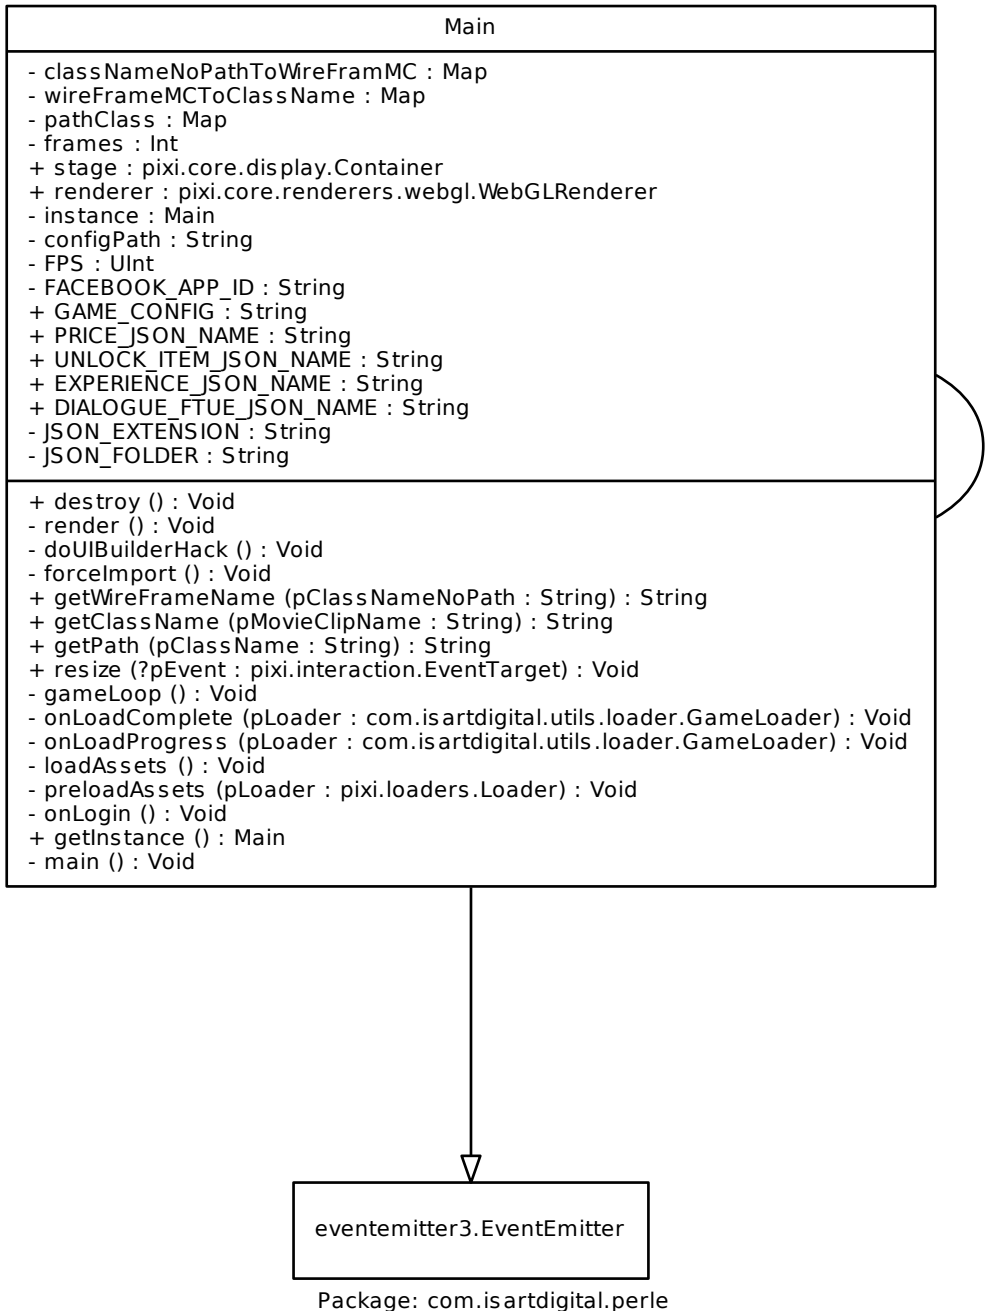 Main
- classNameNoPathToWireFramMC : Map
- wireFrameMCToClassName : Map
- pathClass : Map
- frames : Int
+ stage : pixi.core.display.Container
+ renderer : pixi.core.renderers.webgl.WebGLRenderer
- instance : Main
- configPath : String
- FPS : UInt
- FACEBOOK_APP_ID : String
+ GAME_CONFIG : String
+ PRICE_JSON_NAME : String
+ UNLOCK_ITEM_JSON_NAME : String
+ EXPERIENCE_JSON_NAME : String
+ DIALOGUE_FTUE_JSON_NAME : String
- JSON_EXTENSION : String
- JSON_FOLDER : String
+ destroy () : Void
- render () : Void
- doUIBuilderHack () : Void
- forceImport () : Void
+ getWireFrameName (pClassNameNoPath : String) : String
+ getClassName (pMovieClipName : String) : String
+ getPath (pClassName : String) : String
+ resize (?pEvent : pixi.interaction.EventTarget) : Void
- gameLoop () : Void
- onLoadComplete (pLoader : com.isartdigital.utils.loader.GameLoader) : Void
- onLoadProgress (pLoader : com.isartdigital.utils.loader.GameLoader) : Void
- loadAssets () : Void
- preloadAssets (pLoader : pixi.loaders.Loader) : Void
- onLogin () : Void
+ getInstance () : Main
- main () : Void
eventemitter3.EventEmitter
Package: com.isartdigital.perle